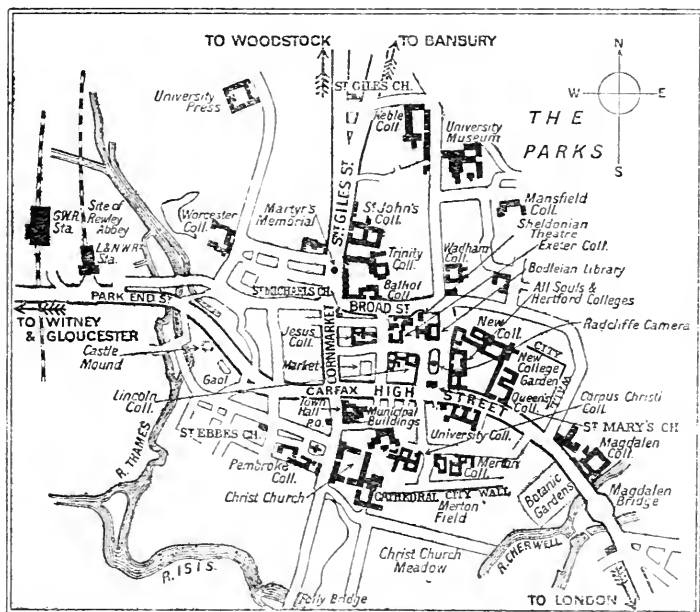 TO WOODSTOCK
TO BANBURY
ST GILES CH.
University
Press
Keble
Coll.
University
Museum
N
W
E
S
THE
PARKS
G.W.R.
Sta.
Site of
Rewley
Abbey
L&NWR
Sta.
Worcester
Coll.
Martyr's
Memorial
ST GILES ST
St John's
Coll.
Trinity
Coll.
Balliol
Coll.
Wadham
Coll.
Mansfield
Coll.
Sheldonian
Theatre
Exeter Coll.
Bodleian Library
All Souls &
Hertford Colleges
Radcliffe Camera
PARK END ST
ST MICHAELS CH.
BROAD ST
TO WITNEY
& GLOUCESTER
Castle
Mound
Gaol
Jesus
Coll.
CORNMARKET
Market
Lincoln
Coll.
New
Coll.
New
College
Garden
CITY
WALL
Queen's
Coll.
CARFAX HIGH STREET
Town
Hall
P.O.
Municipal
Buildings
University Coll.
Corpus Christi
Coll.
ST MARY'S CH
Magdalen
Coll.
ST EBBES CH.
Pembroke
Coll.
Christ Church
CATHEDRAL CITY WALL
Merton
Coll.
Merton
Field
Botanic
Gardens
Magdalen
Bridge
R. THAMES
R. ISIS.
Christ Church
Meadow
R. CHERWELL
Folly Bridge
TO LONDON